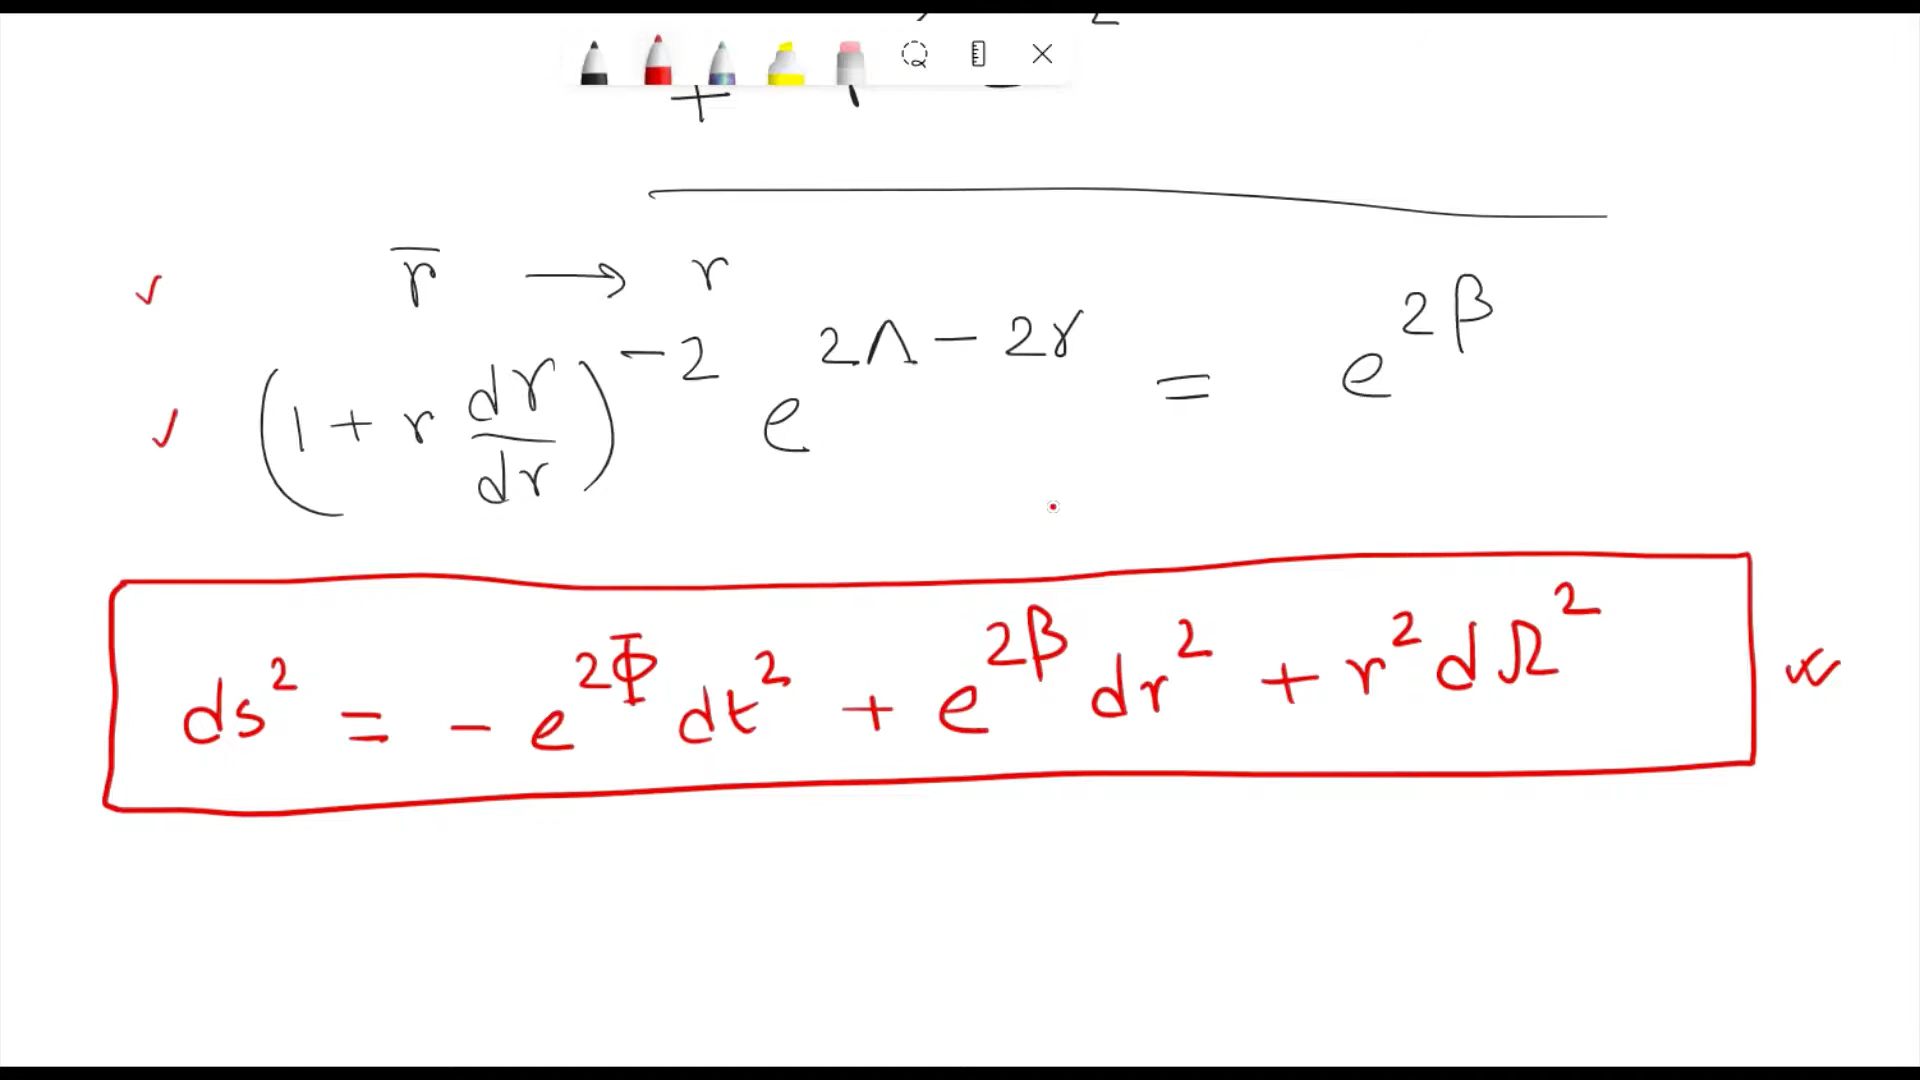 r̄ → r
(1 + r dγ/dr)^{-2} e^{2Λ - 2γ} = e^{2β}
ds² = - e^{2Φ} dt² + e^{2β} dr² + r² dΩ²